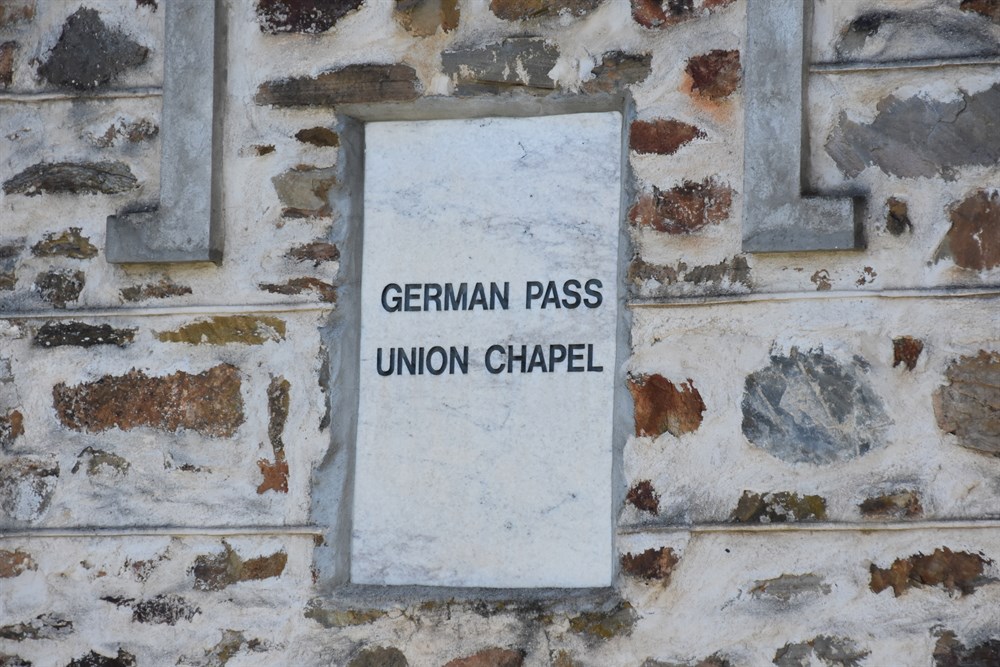 GERMAN PASS
UNION CHAPEL